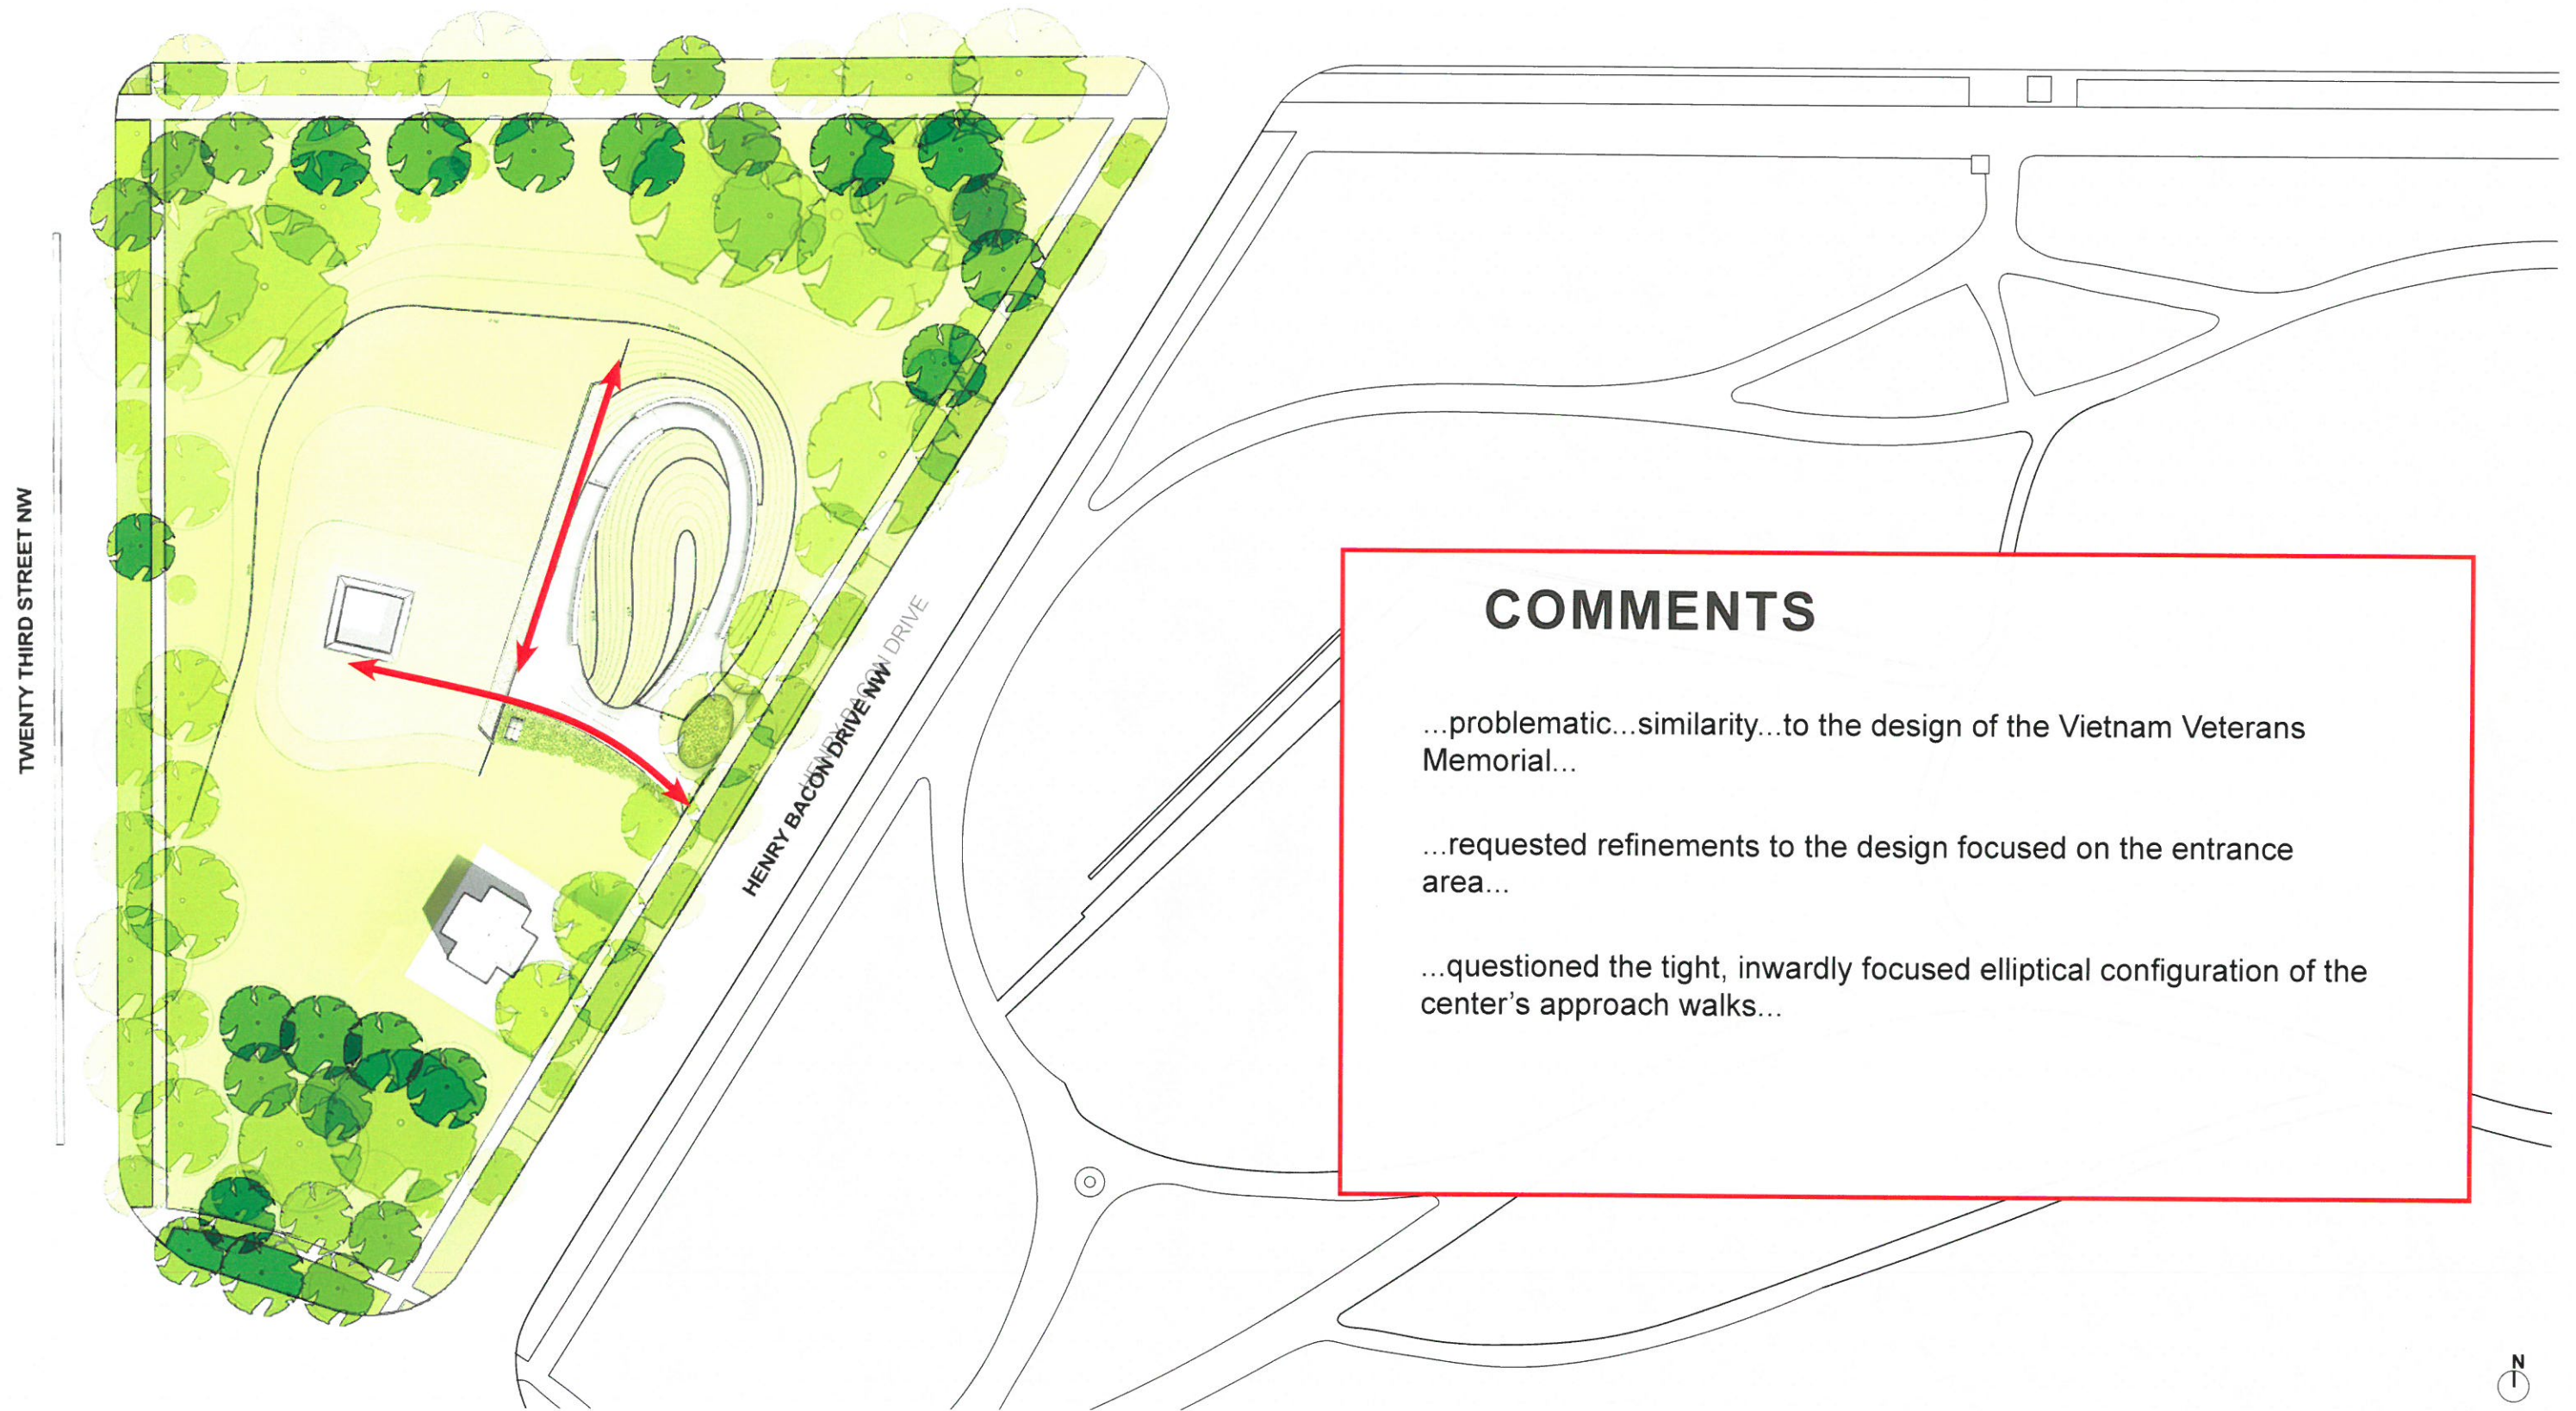 TWENTY THIRD STREET NW
HENRY BACON DRIVE
HENRY BACON DRIVE NW
COMMENTS
...problematic...similarity...to the design of the Vietnam Veterans
Memorial...
...requested refinements to the design focused on the entrance
area...
...questioned the tight, inwardly focused elliptical configuration of the
center's approach walks...
N